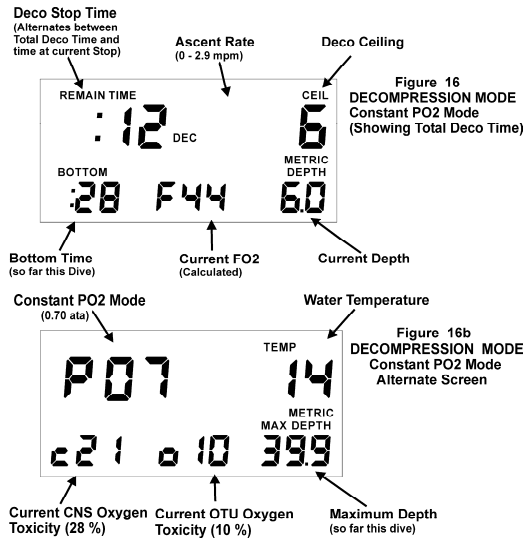 Deco Stop Time
(Alternates between
Total Deco Time and
time at current Stop)
Ascent Rate
(0 - 2.9 mpm)
Deco Ceiling
Figure 16
DECOMPRESSION MODE
Constant PO2 Mode
(Showing Total Deco Time)
REMAIN TIME
CEIL
:12 DEC
6
METRIC
DEPTH
BOTTOM
:28
F44
6.0
Bottom Time
(so far this Dive)
Current FO2
(Calculated)
Current Depth
Constant PO2 Mode
(0.70 ata)
Water Temperature
Figure 16b
DECOMPRESSION MODE
Constant PO2 Mode
Alternate Screen
TEMP
P07
14
METRIC
MAX DEPTH
c21
o10
39.9
Current CNS Oxygen
Toxicity (28 %)
Current OTU Oxygen
Toxicity (10 %)
Maximum Depth
(so far this dive)